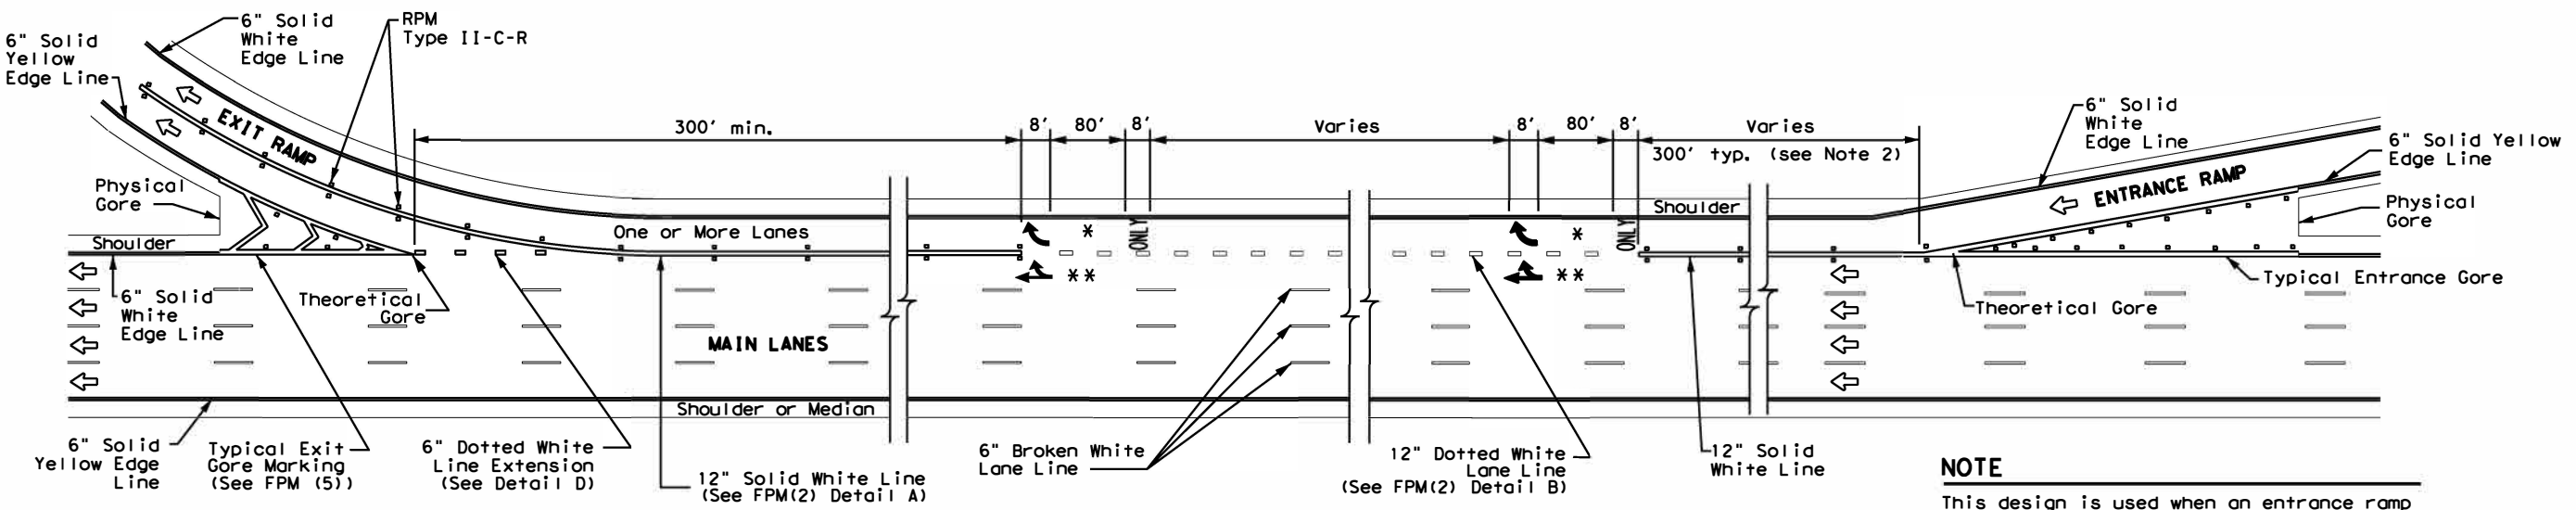 6" Solid
White
Edge Line
RPM
Type II-C-R
6" Solid
Yellow
Edge Line
EXIT RAMP
300' min.
8'
80'
8'
Varies
8'
80'
8'
Varies
300' typ. (see Note 2)
6" Solid
White
Edge Line
6" Solid Yellow
Edge Line
ENTRANCE RAMP
Physical
Gore
Physical
Gore
Shoulder
One or More Lanes
*
ONLY
*
ONLY
Shoulder
**
**
6" Solid
White
Edge Line
Theoretical
Gore
MAIN LANES
Typical Entrance Gore
Theoretical Gore
Shoulder or Median
6" Solid
Yellow Edge
Line
Typical Exit
Gore Marking
(See FPM (5))
6" Dotted White
Line Extension
(See Detail D)
12" Solid White Line
(See FPM(2) Detail A)
6" Broken White
Lane Line
12" Dotted White
Lane Line
(See FPM(2) Detail B)
12" Solid
White Line
NOTE
This design is used when an entrance ramp